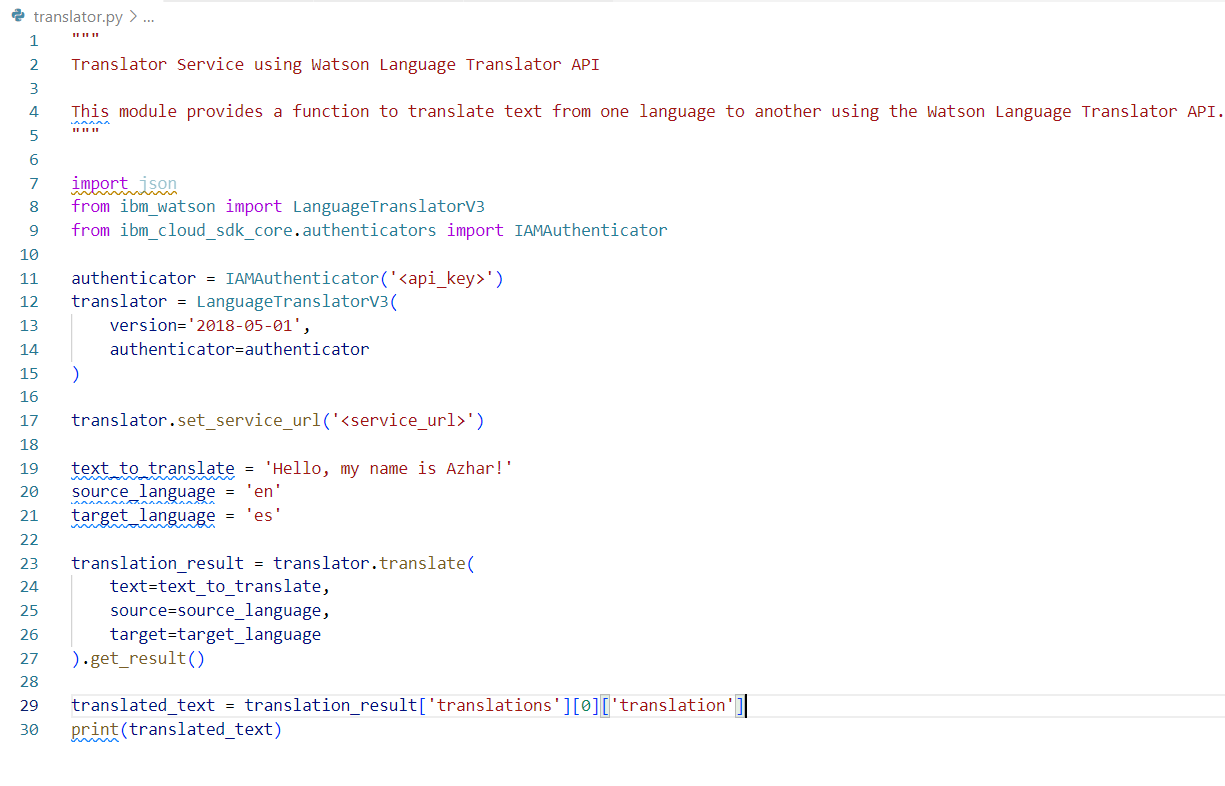 translator.py > ...
1 """
2 Translator Service using Watson Language Translator API
3
4 This module provides a function to translate text from one language to another using the Watson Language Translator API.
5 """
6
7 import json
8 from ibm_watson import LanguageTranslatorV3
9 from ibm_cloud_sdk_core.authenticators import IAMAuthenticator
10
11 authenticator = IAMAuthenticator('<api_key>')
12 translator = LanguageTranslatorV3(
13     version='2018-05-01',
14     authenticator=authenticator
15 )
16
17 translator.set_service_url('<service_url>')
18
19 text_to_translate = 'Hello, my name is Azhar!'
20 source_language = 'en'
21 target_language = 'es'
22
23 translation_result = translator.translate(
24     text=text_to_translate,
25     source=source_language,
26     target=target_language
27 ).get_result()
28
29 translated_text = translation_result['translations'][0]['translation']
30 print(translated_text)